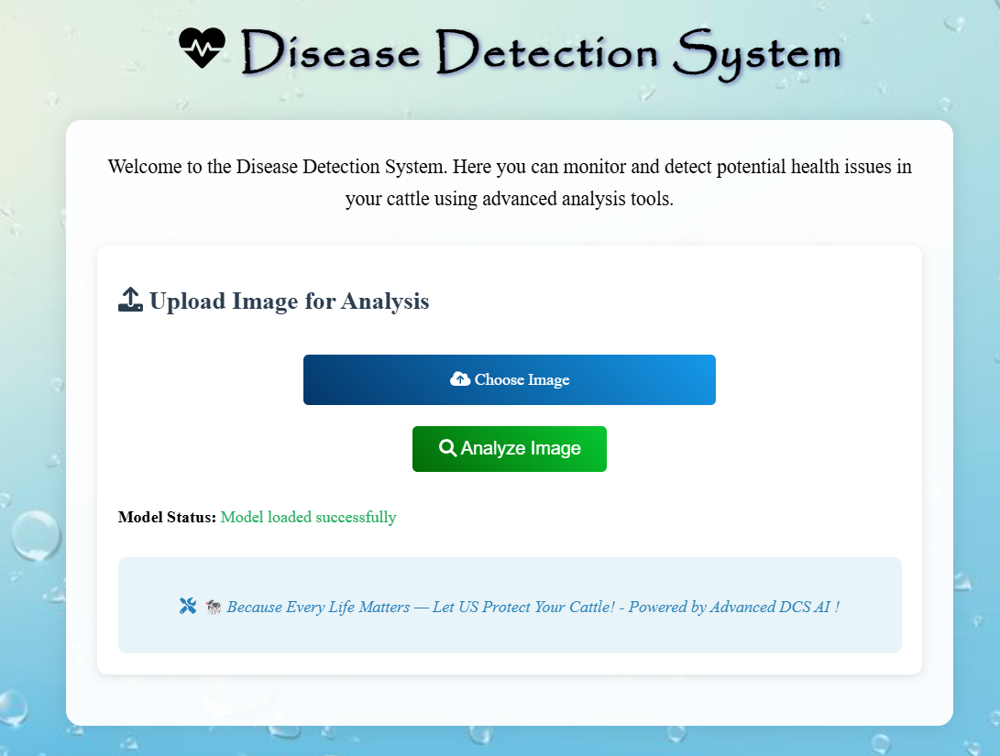 Disease Detection System
Welcome to the Disease Detection System. Here you can monitor and detect potential health issues in
your cattle using advanced analysis tools.
Upload Image for Analysis
Choose Image
Analyze Image
Model Status: Model loaded successfully
Because Every Life Matters — Let US Protect Your Cattle! - Powered by Advanced DCS AI !